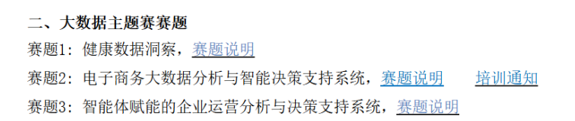 二、大数据主题赛赛题
赛题1: 健康数据洞察，赛题说明
赛题2: 电子商务大数据分析与智能决策支持系统，赛题说明 培训通知
赛题3: 智能体赋能的企业运营分析与决策支持系统，赛题说明